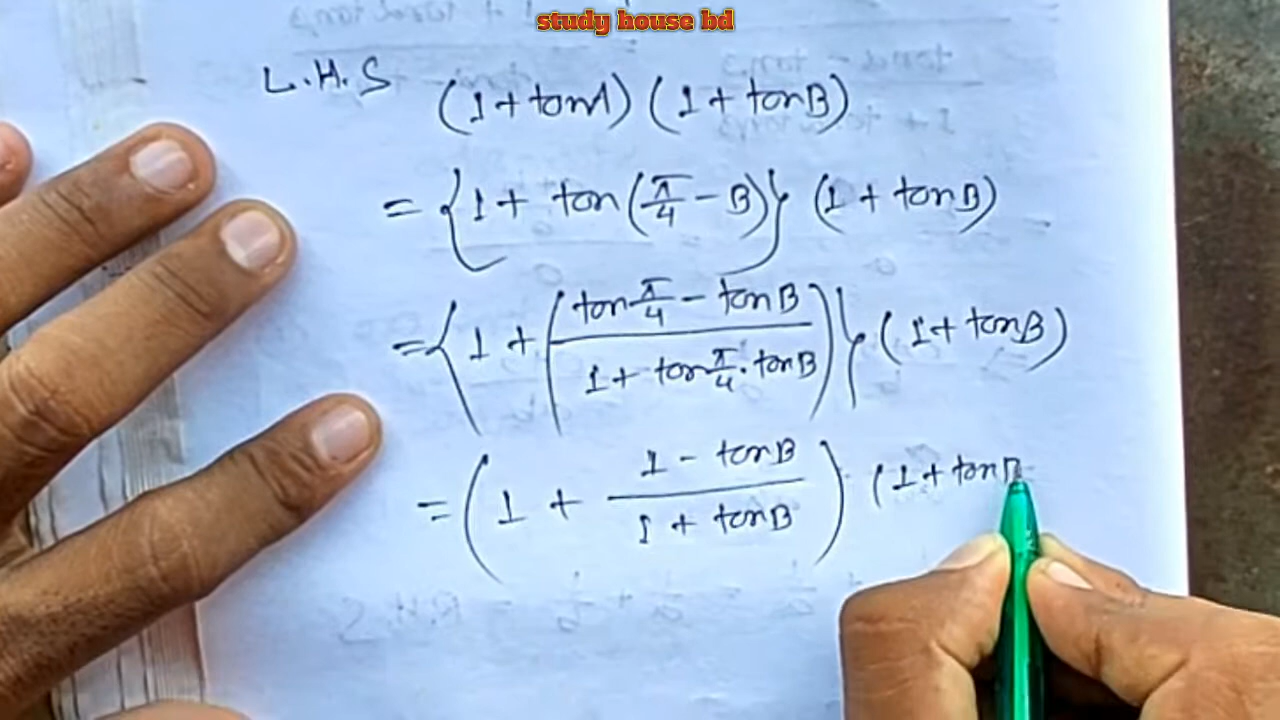 study house bd
L.H.S (1 + tanA) (1 + tanB)
= {1 + tan(π/4 - B)} (1 + tanB)
= {1 + (tan π/4 - tanB / 1 + tan π/4 . tanB)} (1 + tanB)
= (1 + 1 - tanB / 1 + tanB) (1 + tanB